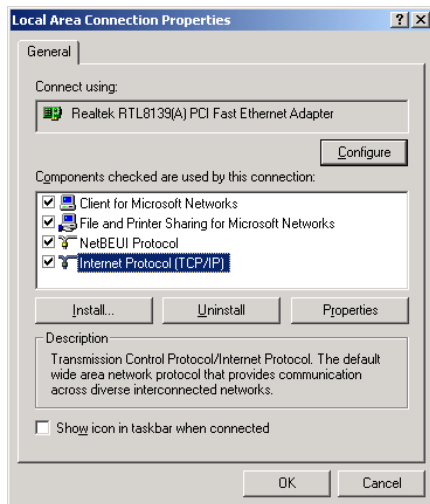 Local Area Connection Properties
General
Connect using:
Realtek RTL8139(A) PCI Fast Ethernet Adapter
Configure
Components checked are used by this connection:
Client for Microsoft Networks
File and Printer Sharing for Microsoft Networks
NetBEUI Protocol
Internet Protocol (TCP/IP)
Install... Uninstall Properties
Description
Transmission Control Protocol/Internet Protocol. The default
wide area network protocol that provides communication
across diverse interconnected networks.
Show icon in taskbar when connected
OK Cancel